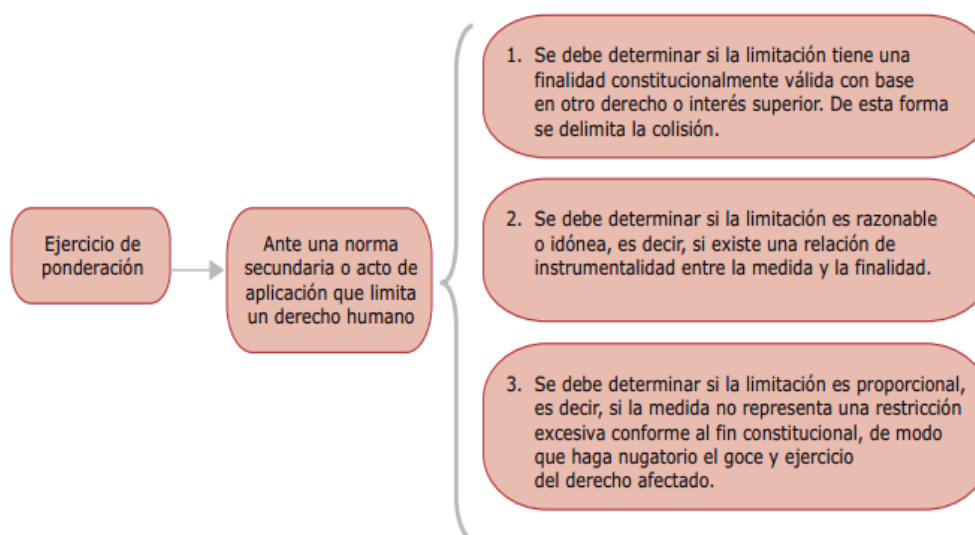 Ejercicio de
ponderación
Ante una norma
secundaria o acto de
aplicación que limita
un derecho humano
1. Se debe determinar si la limitación tiene una
finalidad constitucionalmente válida con base
en otro derecho o interés superior. De esta forma
se delimita la colisión.
2. Se debe determinar si la limitación es razonable
o idónea, es decir, si existe una relación de
instrumentalidad entre la medida y la finalidad.
3. Se debe determinar si la limitación es proporcional,
es decir, si la medida no representa una restricción
excesiva conforme al fin constitucional, de modo
que haga nugatorio el goce y ejercicio
del derecho afectado.